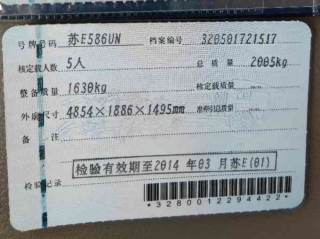 号牌号码 苏E586UN 档案编号 320501721517
核定载人数 5人 总质量 2005kg
整备质量 1630kg 核定载质量
外廓尺寸 4854×1886×1495mm 准牵引总质量
备注
检验有效期至2014年03月苏E(01)
检验记录
*3280012294422*